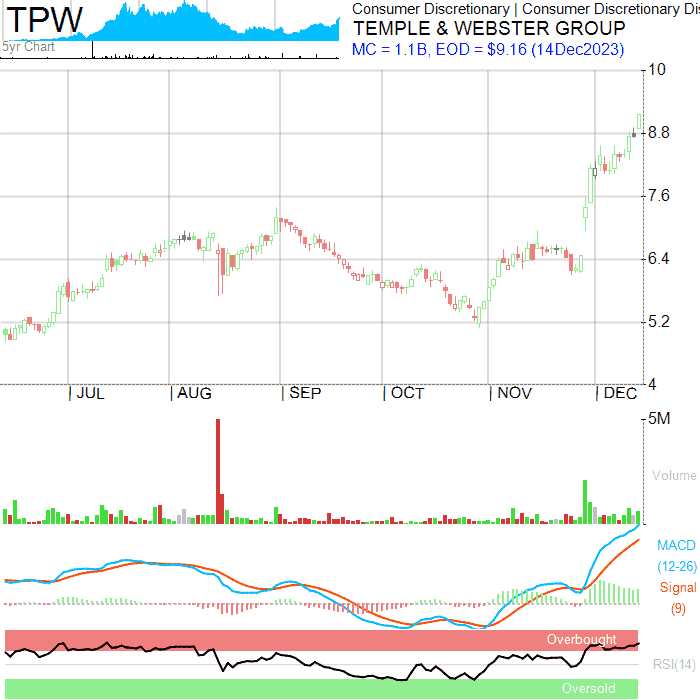 TPW
5yr Chart
Consumer Discretionary | Consumer Discretionary Dis
TEMPLE & WEBSTER GROUP
MC = 1.1B, EOD = $9.16 (14Dec2023)
10
8.8
7.6
6.4
5.2
4
| JUL | AUG | SEP | OCT | NOV | DEC
5M
Volume
MACD
(12-26)
Signal
(9)
Overbought
RSI(14)
Oversold